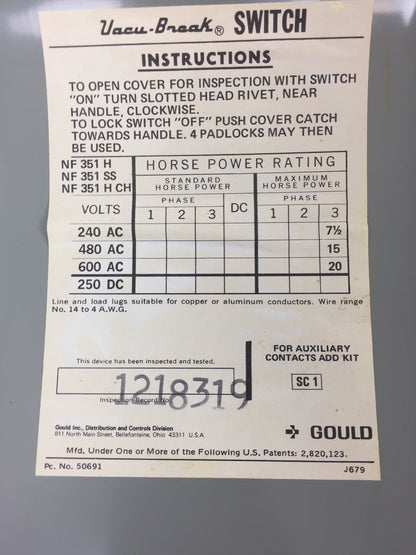 Vacu-Break® SWITCH
INSTRUCTIONS
TO OPEN COVER FOR INSPECTION WITH SWITCH
"ON" TURN SLOTTED HEAD RIVET, NEAR
HANDLE, CLOCKWISE.
TO LOCK SWITCH "OFF" PUSH COVER CATCH
TOWARDS HANDLE. 4 PADLOCKS MAY THEN
BE USED.
NF 351 H
NF 351 SS
NF 351 H CH
HORSE POWER RATING
STANDARD HORSE POWER
MAXIMUM HORSE POWER
VOLTS
PHASE
DC
PHASE
1 2 3 1 2 3
240 AC 7½
480 AC 15
600 AC 20
250 DC
Line and load lugs suitable for copper or aluminum conductors. Wire range
No. 14 to 4 A.W.G.
This device has been inspected and tested.
1218319
Inspection Record No.
FOR AUXILIARY
CONTACTS ADD KIT
SC 1
Gould Inc., Distribution and Controls Division
811 North Main Street, Bellefontaine, Ohio 43311 U.S.A.
GOULD
Mfd. Under One or More of the Following U.S. Patents: 2,820,123.
Pc. No. 50691 J679